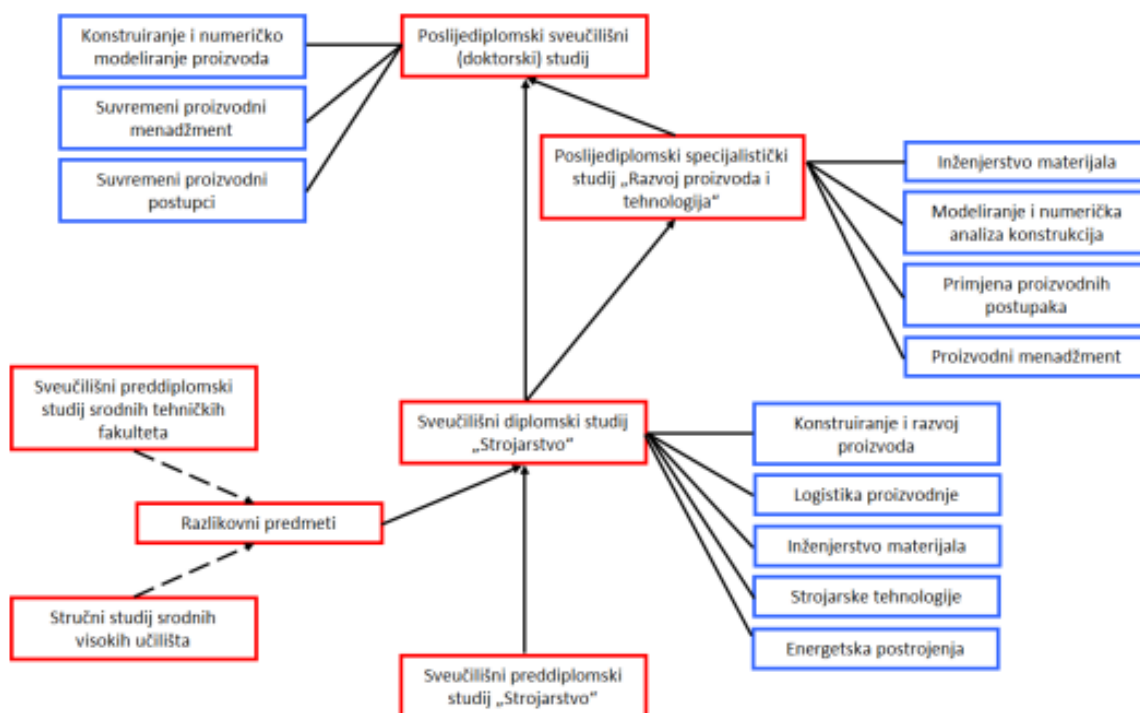 Konstruiranje i numeričko
modeliranje proizvoda
Suvremeni proizvodni
menadžment
Suvremeni proizvodni
postupci
Poslijediplomski sveučilišni
(doktorski) studij
Poslijediplomski specijalistički
studij „Razvoj proizvoda i
tehnologija“
Inženjerstvo materijala
Modeliranje i numerička
analiza konstrukcija
Primjena proizvodnih
postupaka
Proizvodni menadžment
Sveučilišni preddiplomski
studij srodnih tehničkih
fakulteta
Razlikovni predmeti
Stručni studij srodnih
visokih učilišta
Sveučilišni diplomski studij
„Strojarstvo“
Konstruiranje i razvoj
proizvoda
Logistika proizvodnje
Inženjerstvo materijala
Strojarske tehnologije
Energetska postrojenja
Sveučilišni preddiplomski
studij „Strojarstvo“